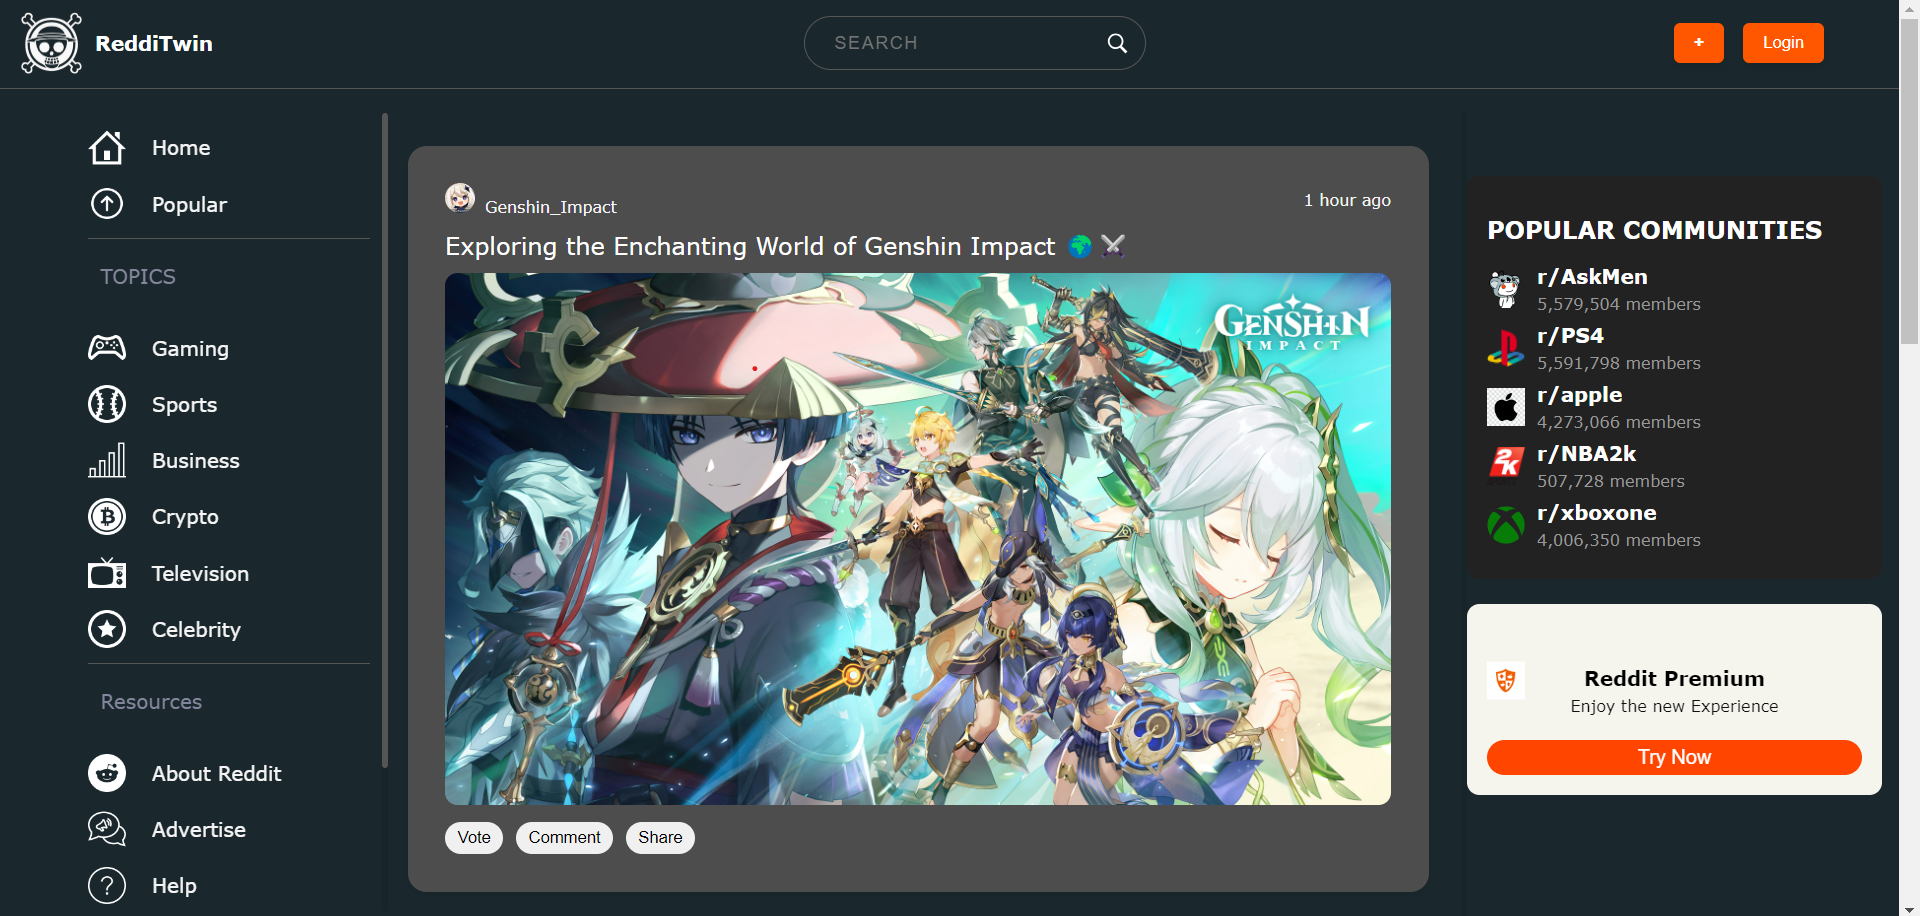 ReddiTwin
SEARCH
+
Login
Home
Popular
TOPICS
Gaming
Sports
Business
Crypto
Television
Celebrity
Resources
About Reddit
Advertise
Help
Genshin_Impact
1 hour ago
Exploring the Enchanting World of Genshin Impact 🌍 ⚔️
GENSHIN
IMPACT
Vote
Comment
Share
POPULAR COMMUNITIES
r/AskMen
5,579,504 members
r/PS4
5,591,798 members
r/apple
4,273,066 members
2K
r/NBA2k
507,728 members
r/xboxone
4,006,350 members
Reddit Premium
Enjoy the new Experience
Try Now